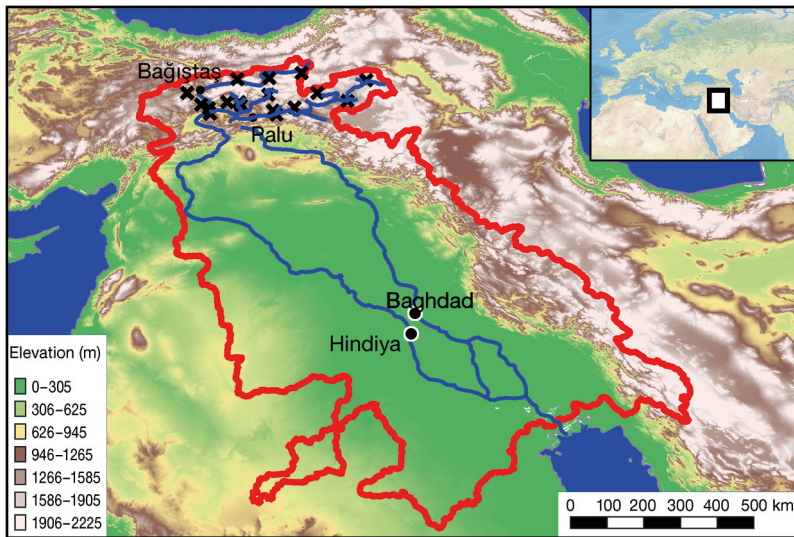 Bağıştaş
Palu
Baghdad
Hindiya
Elevation (m)
0–305
306–625
626–945
946–1265
1266–1585
1586–1905
1906–2225
0 100 200 300 400 500 km